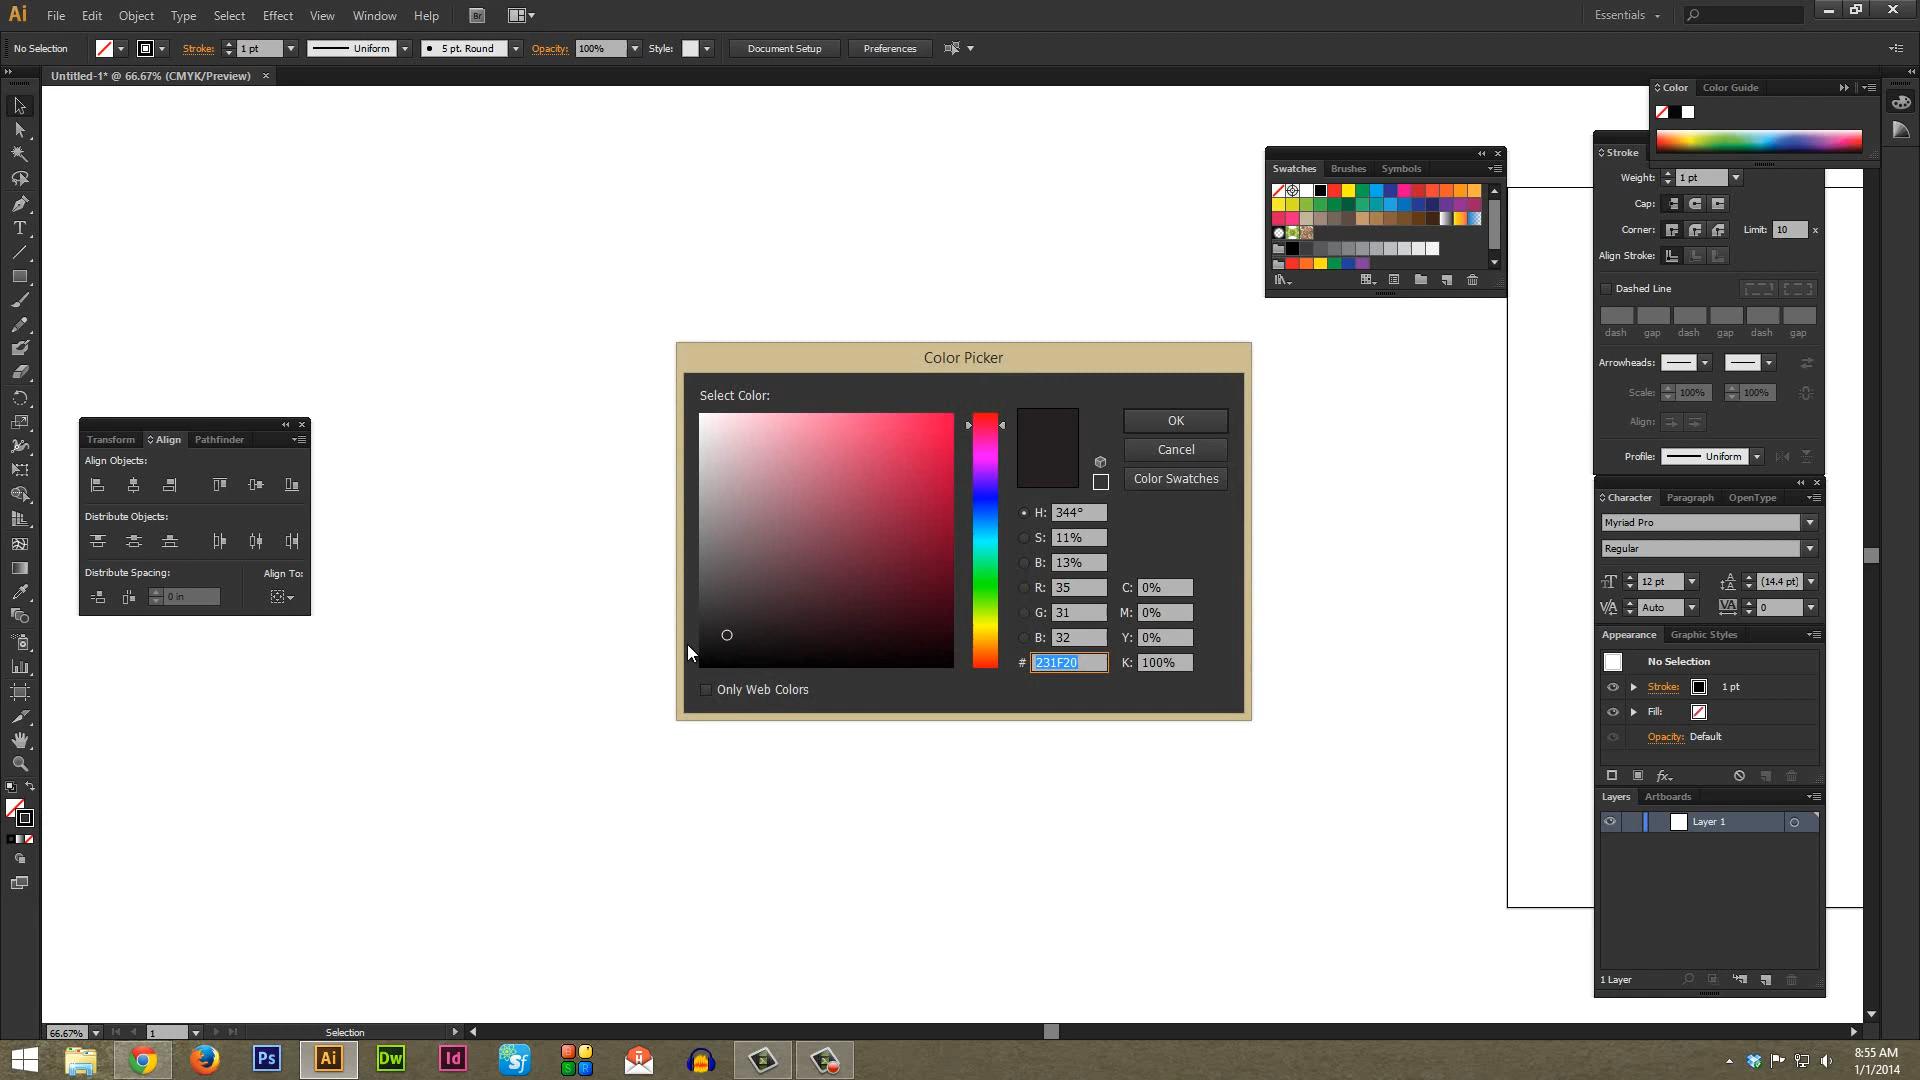 Ai File Edit Object Type Select Effect View Window Help Br Essentials
No Selection Stroke: 1 pt Uniform 5 pt. Round Opacity: 100% Style: Document Setup Preferences
Untitled-1* @ 66.67% (CMYK/Preview)
Color Color Guide
Stroke
Weight: 1 pt
Cap:
Corner: Limit: 10 x
Align Stroke:
Dashed Line
dash gap dash gap dash gap
Arrowheads:
Scale: 100% 100%
Align:
Profile: Uniform
Swatches Brushes Symbols
Transform Align Pathfinder
Align Objects:
Distribute Objects:
Distribute Spacing: Align To:
0 in
Color Picker
Select Color:
OK
Cancel
Color Swatches
H: 344°
S: 11%
B: 13%
R: 35 C: 0%
G: 31 M: 0%
B: 32 Y: 0%
# 231F20 K: 100%
Only Web Colors
Character Paragraph OpenType
Myriad Pro
Regular
12 pt (14.4 pt)
Auto 0
Appearance Graphic Styles
No Selection
Stroke: 1 pt
Fill:
Opacity: Default
fx
Layers Artboards
Layer 1
1 Layer
66.67% 1 Selection
Ps Ai Dw Id Sf
8:55 AM
1/1/2014